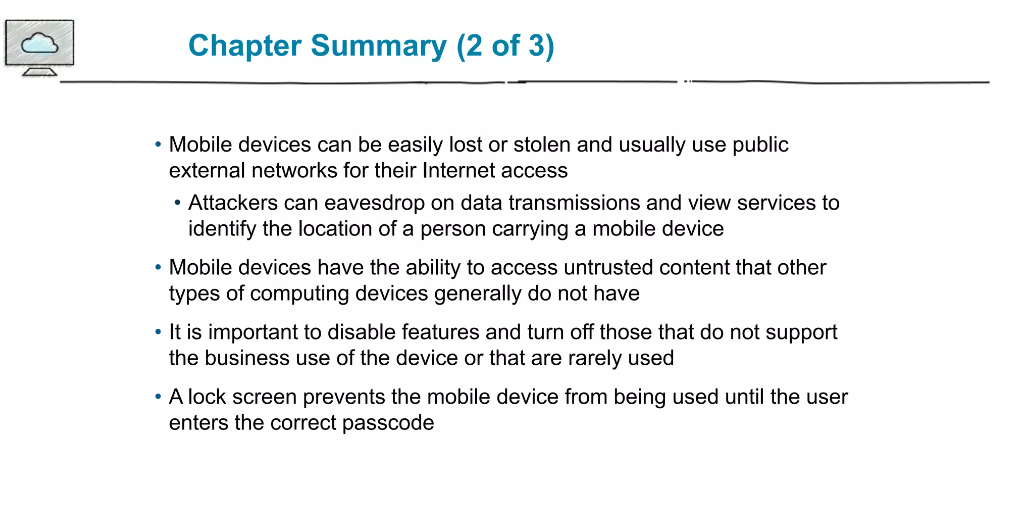 Chapter Summary (2 of 3)
• Mobile devices can be easily lost or stolen and usually use public
external networks for their Internet access
• Attackers can eavesdrop on data transmissions and view services to
identify the location of a person carrying a mobile device
• Mobile devices have the ability to access untrusted content that other
types of computing devices generally do not have
• It is important to disable features and turn off those that do not support
the business use of the device or that are rarely used
• A lock screen prevents the mobile device from being used until the user
enters the correct passcode